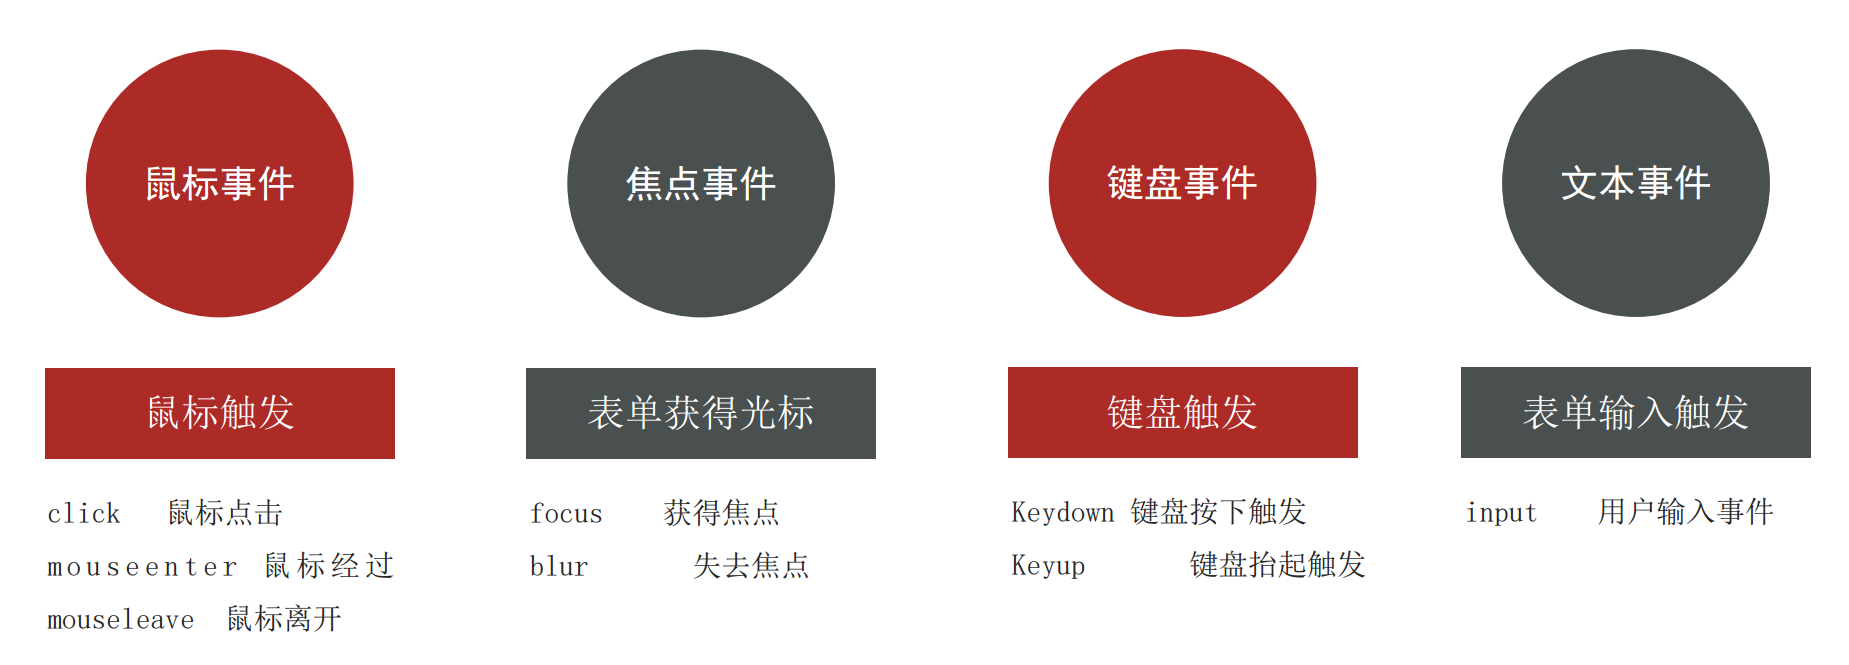 鼠标事件
鼠标触发
click 鼠标点击
mouseenter 鼠标经过
mouseleave 鼠标离开
焦点事件
表单获得光标
focus 获得焦点
blur 失去焦点
键盘事件
键盘触发
Keydown 键盘按下触发
Keyup 键盘抬起触发
文本事件
表单输入触发
input 用户输入事件